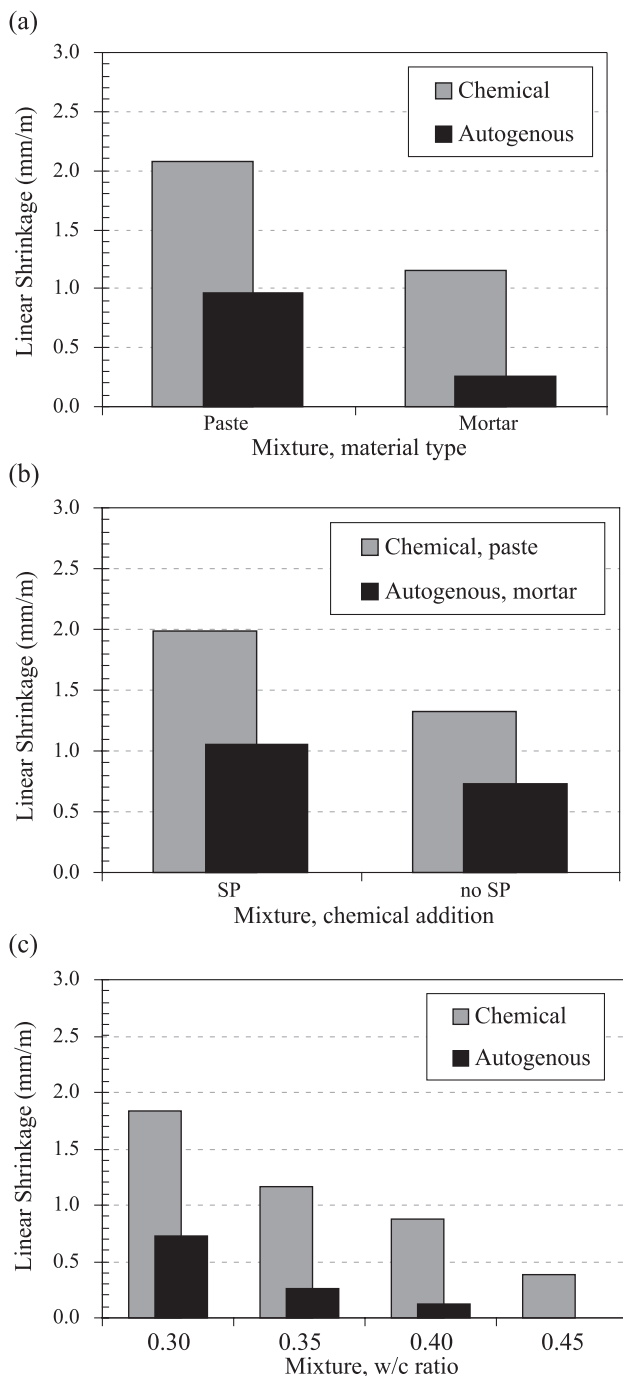 (a)
3.0
2.5
2.0
1.5
1.0
0.5
0.0
Linear Shrinkage (mm/m)
Chemical
Autogenous
Paste
Mortar
Mixture, material type
(b)
3.0
2.5
2.0
1.5
1.0
0.5
0.0
Linear Shrinkage (mm/m)
Chemical, paste
Autogenous, mortar
SP
no SP
Mixture, chemical addition
(c)
3.0
2.5
2.0
1.5
1.0
0.5
0.0
Linear Shrinkage (mm/m)
Chemical
Autogenous
0.30
0.35
0.40
0.45
Mixture, w/c ratio